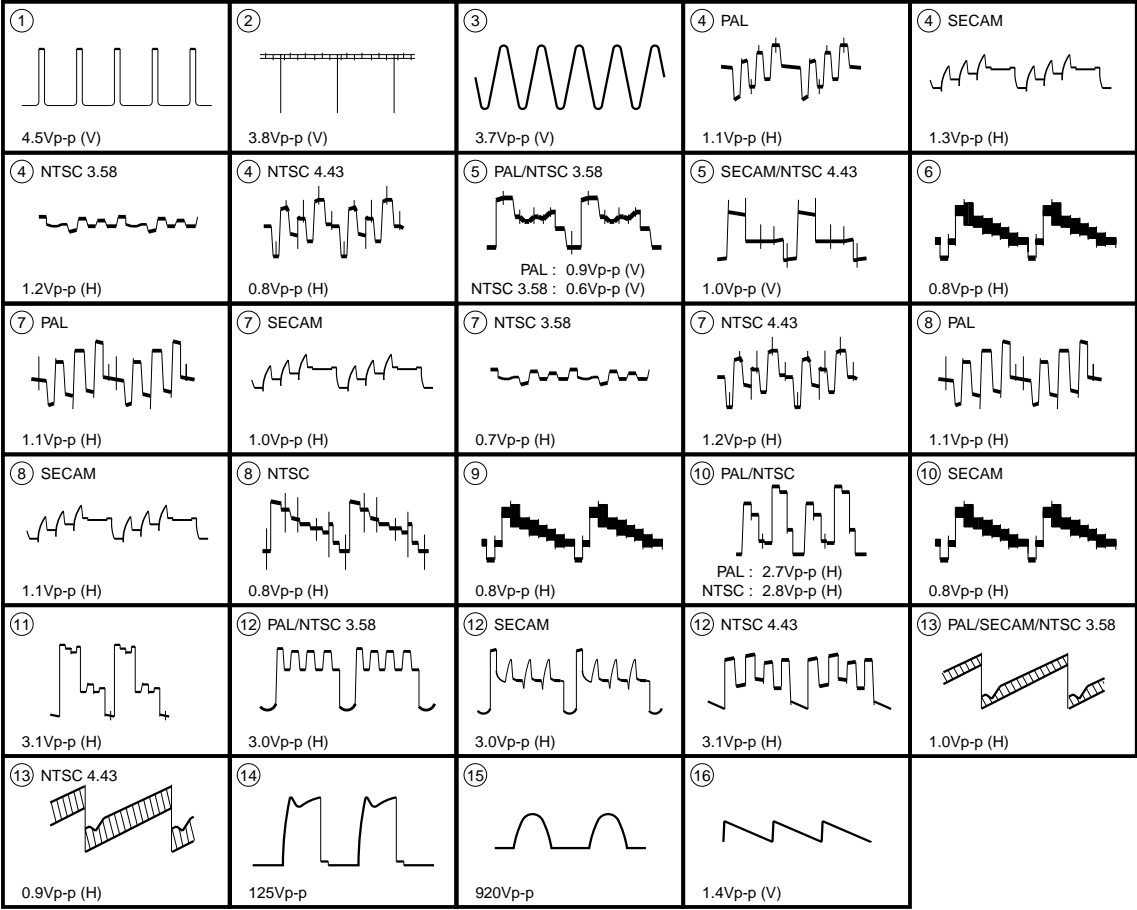 ① 
4.5Vp-p (V)
② 
3.8Vp-p (V)
③ 
3.7Vp-p (V)
④ PAL
1.1Vp-p (H)
④ SECAM
1.3Vp-p (H)
④ NTSC 3.58
1.2Vp-p (H)
④ NTSC 4.43
0.8Vp-p (H)
⑤ PAL/NTSC 3.58
PAL : 0.9Vp-p (V)
NTSC 3.58 : 0.6Vp-p (V)
⑤ SECAM/NTSC 4.43
1.0Vp-p (V)
⑥
0.8Vp-p (H)
⑦ PAL
1.1Vp-p (H)
⑦ SECAM
1.0Vp-p (H)
⑦ NTSC 3.58
0.7Vp-p (H)
⑦ NTSC 4.43
1.2Vp-p (H)
⑧ PAL
1.1Vp-p (H)
⑧ SECAM
1.1Vp-p (H)
⑧ NTSC
0.8Vp-p (H)
⑨
0.8Vp-p (H)
⑩ PAL/NTSC
PAL : 2.7Vp-p (H)
NTSC : 2.8Vp-p (H)
⑩ SECAM
0.8Vp-p (H)
⑪
3.1Vp-p (H)
⑫ PAL/NTSC 3.58
3.0Vp-p (H)
⑫ SECAM
3.0Vp-p (H)
⑫ NTSC 4.43
3.1Vp-p (H)
⑬ PAL/SECAM/NTSC 3.58
1.0Vp-p (H)
⑬ NTSC 4.43
0.9Vp-p (H)
⑭
125Vp-p
⑮
920Vp-p
⑯
1.4Vp-p (V)